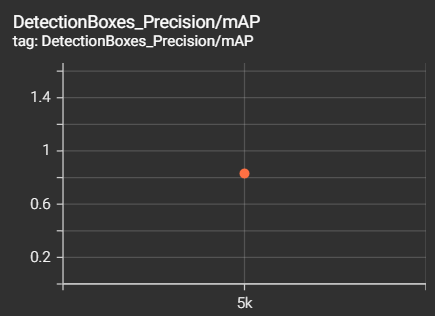 DetectionBoxes_Precision/mAP
tag: DetectionBoxes_Precision/mAP
1.4
1
0.6
0.2
5k